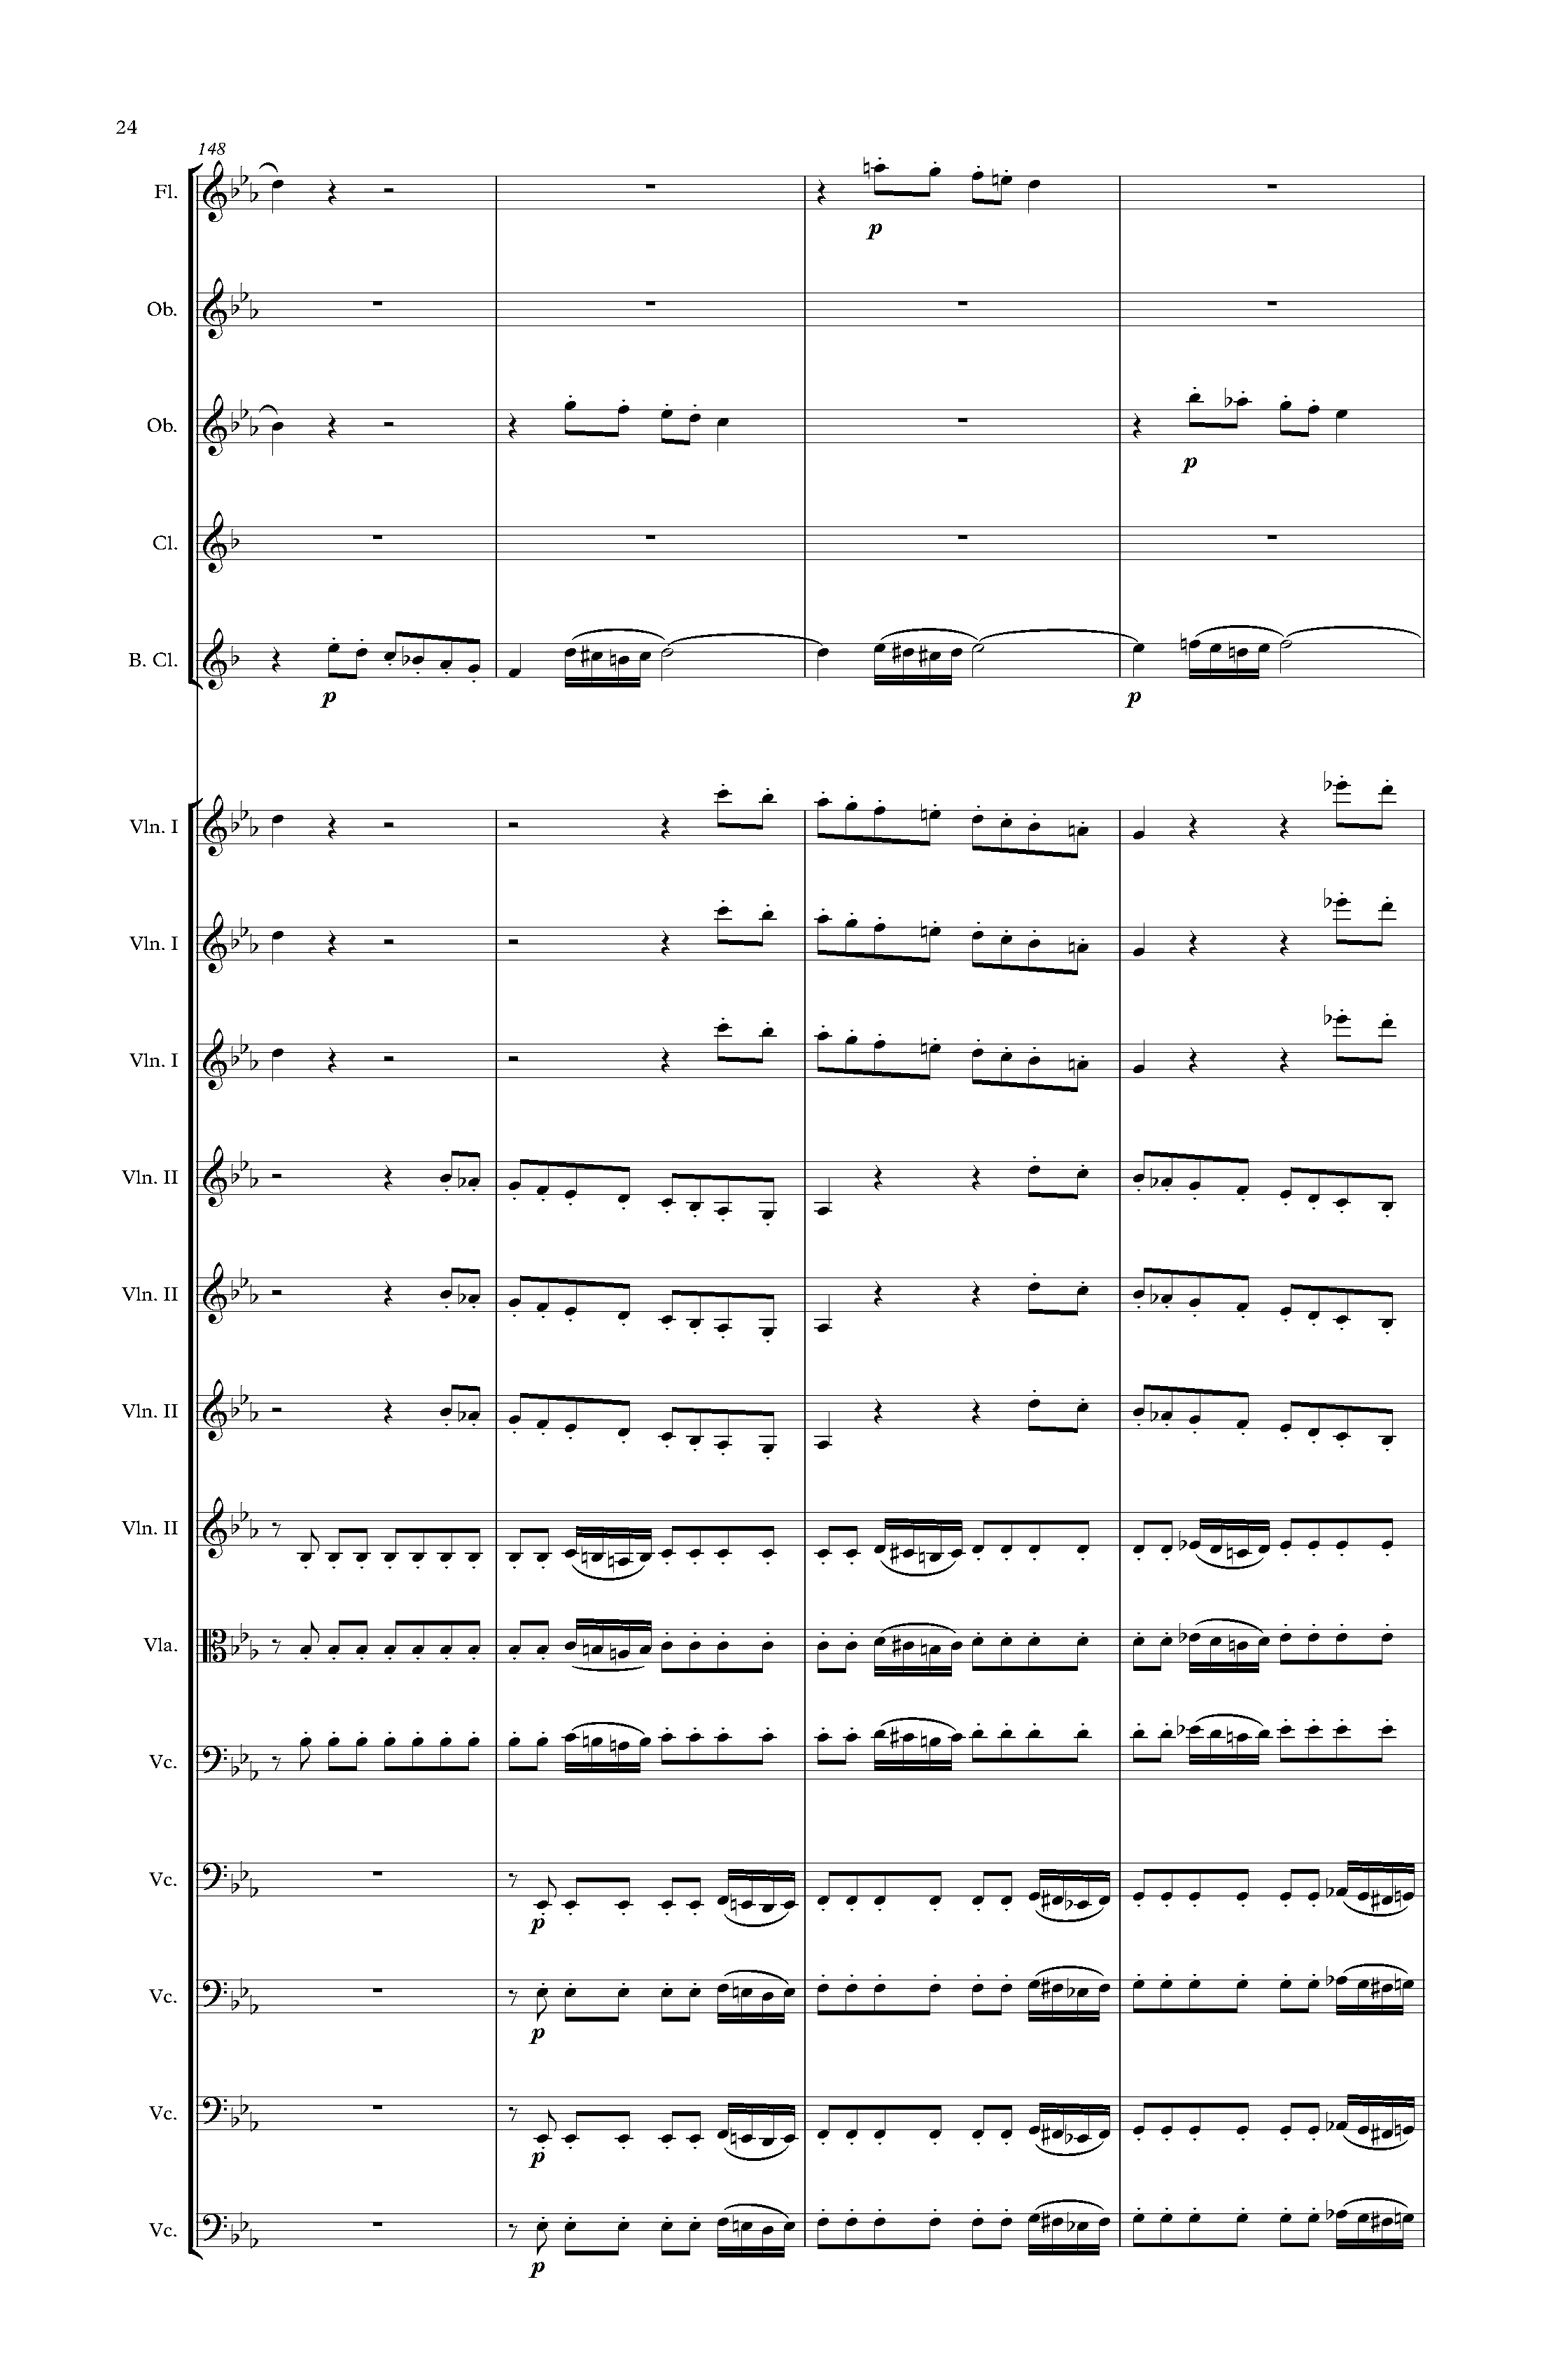 24
148
Fl.
p
Ob.
Ob.
p
Cl.
B. Cl.
p
p
Vln. I
Vln. I
Vln. I
Vln. II
Vln. II
Vln. II
Vln. II
Vla.
Vc.
Vc.
p
Vc.
p
Vc.
p
Vc.
p